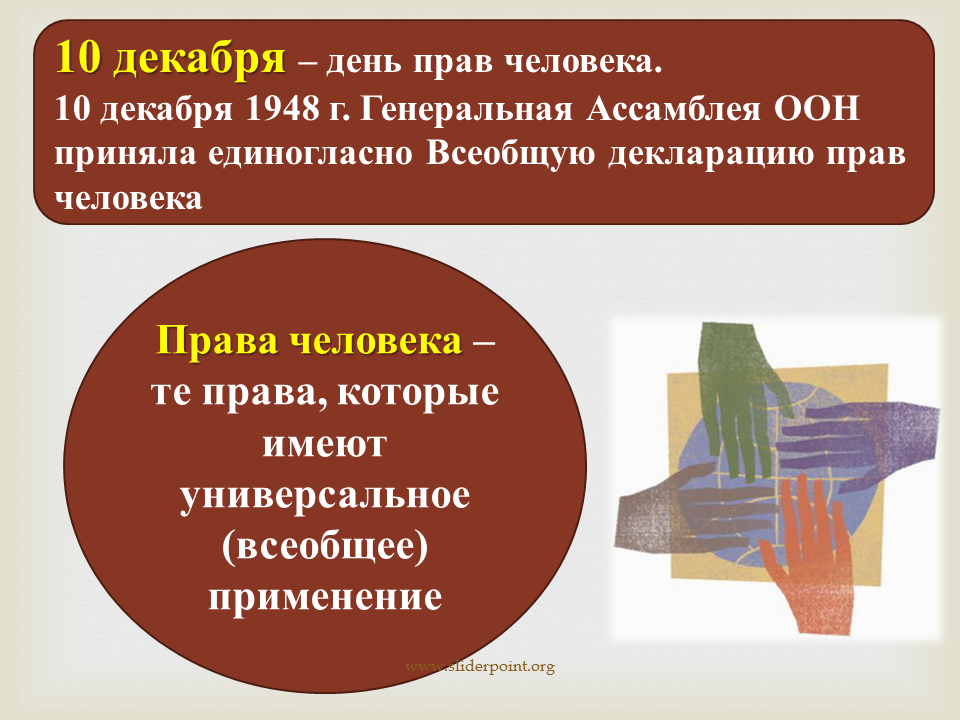 10 декабря – день прав человека.
10 декабря 1948 г. Генеральная Ассамблея ООН
приняла единогласно Всеобщую декларацию прав
человека
Права человека –
те права, которые
имеют
универсальное
(всеобщее)
применение
www.sliderpoint.org